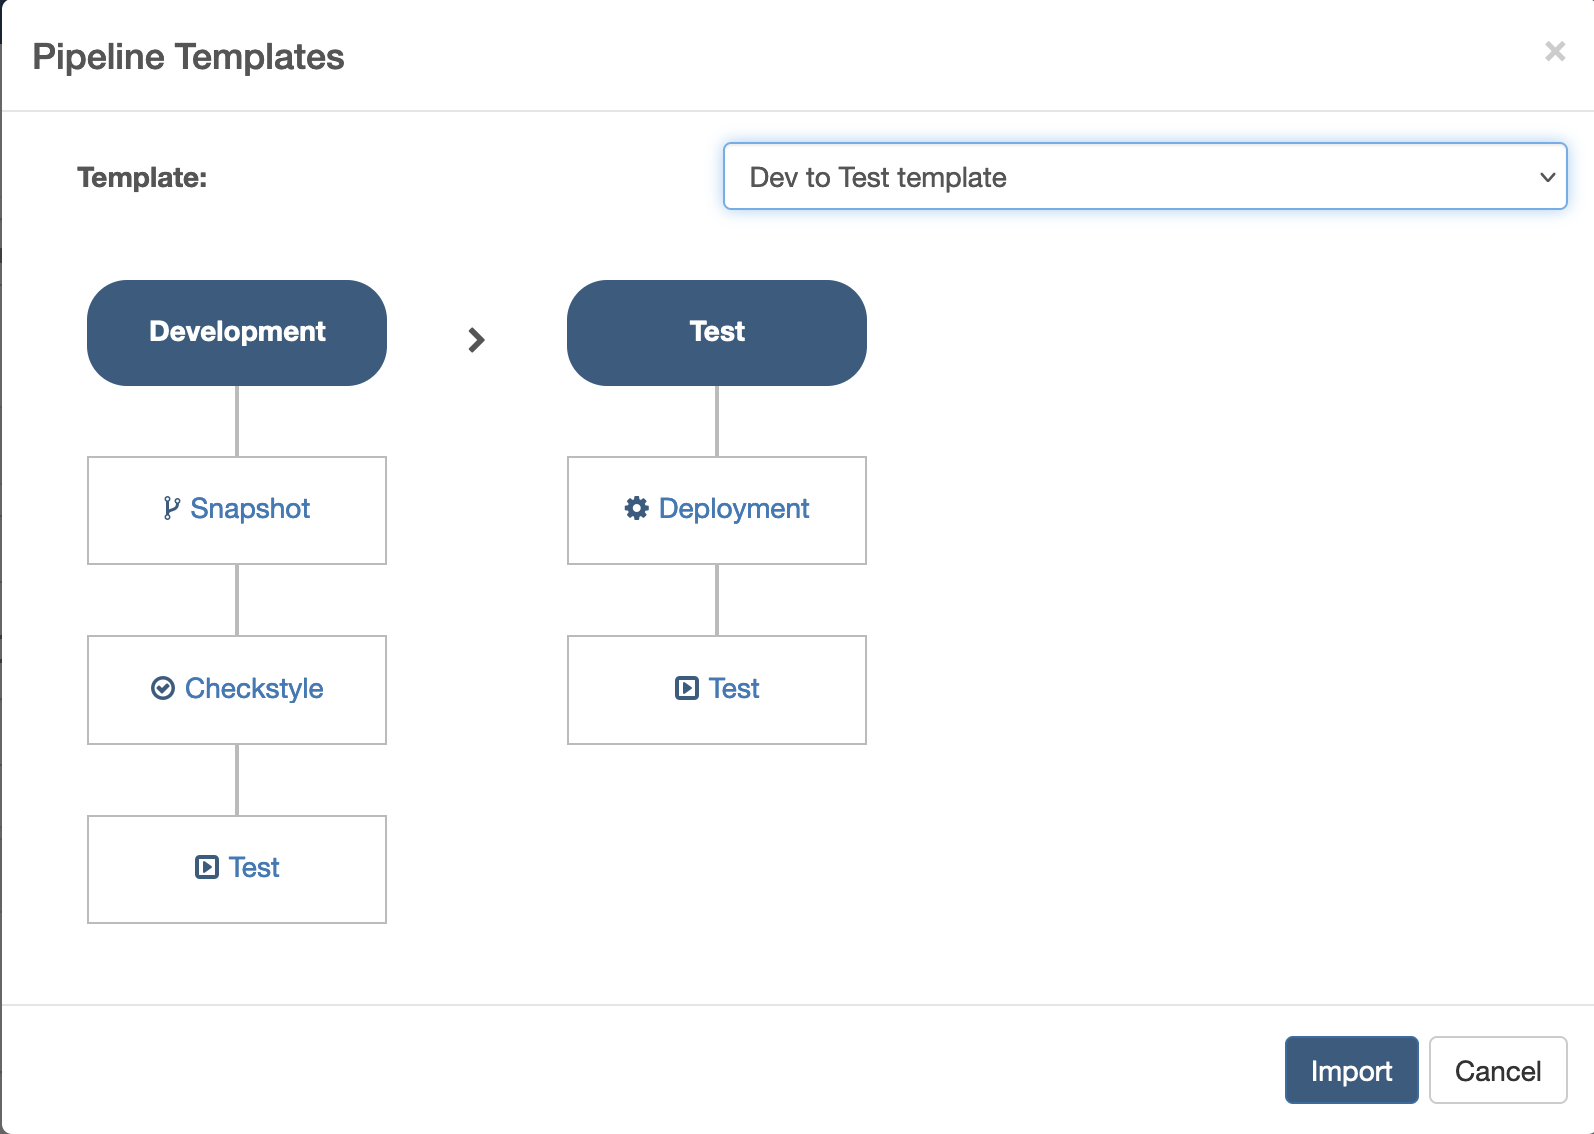 Pipeline Templates
Template:
Dev to Test template
Development
Test
Snapshot
Deployment
Checkstyle
Test
Test
Import
Cancel